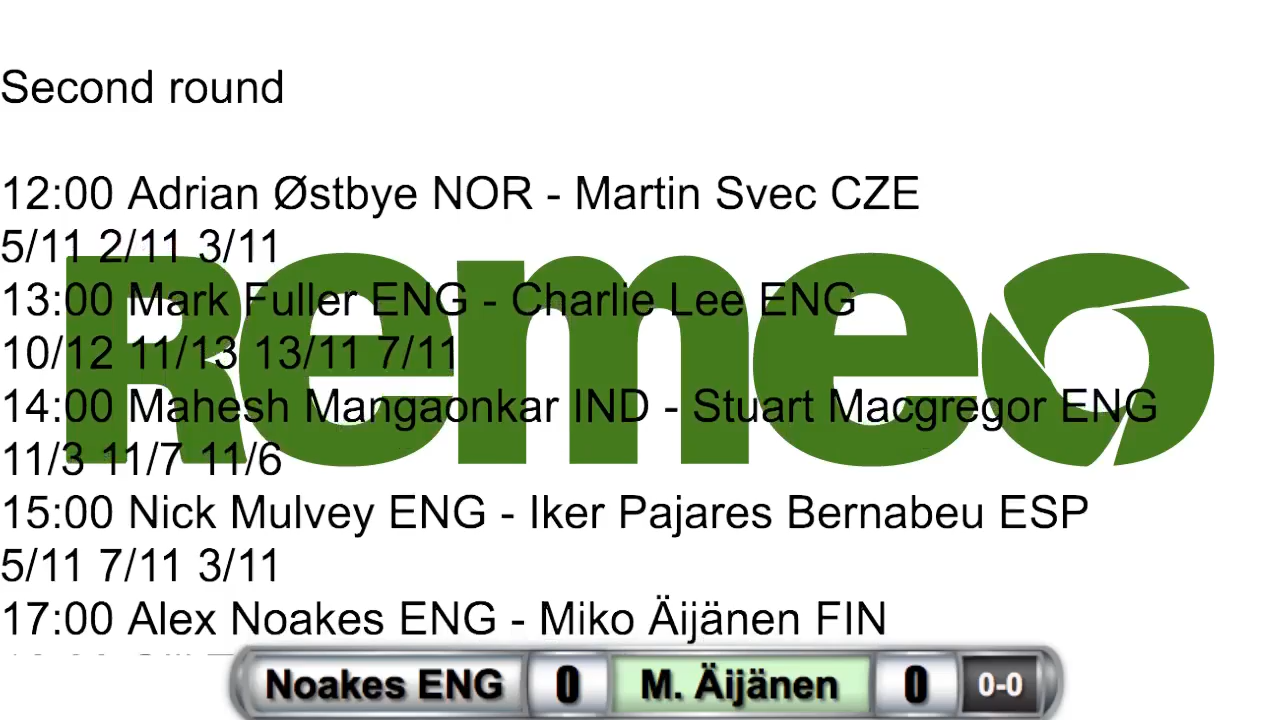 Second round
12:00 Adrian Østbye NOR - Martin Svec CZE
5/11 2/11 3/11
Remeo
13:00 Mark Fuller ENG - Charlie Lee ENG
10/12 11/13 13/11 7/11
14:00 Mahesh Mangaonkar IND - Stuart Macgregor ENG
11/3 11/7 11/6
15:00 Nick Mulvey ENG - Iker Pajares Bernabeu ESP
5/11 7/11 3/11
17:00 Alex Noakes ENG - Miko Äijänen FIN
Noakes ENG 0 M. Äijänen 0 0-0